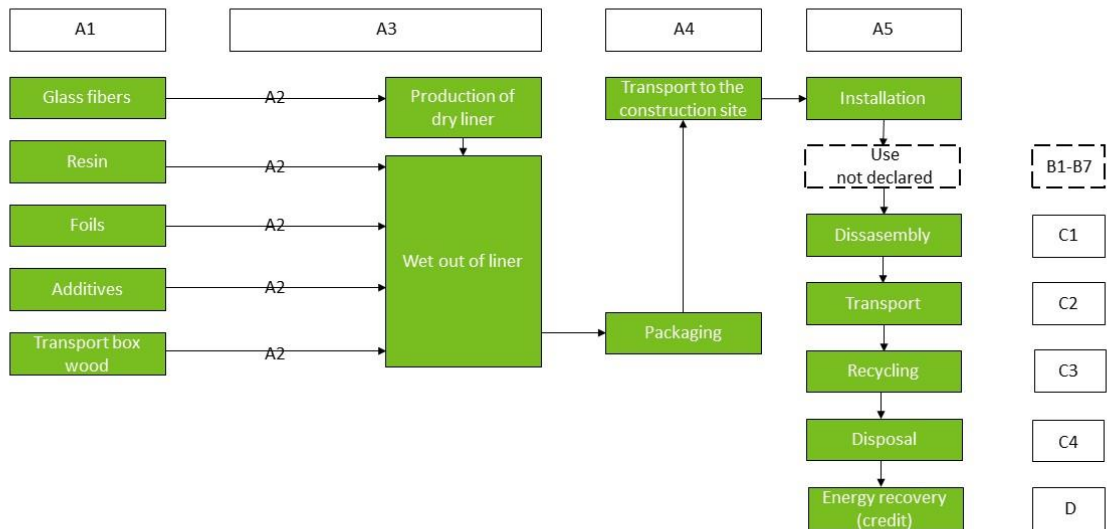 A1
A3
A4
A5
Glass fibers
A2
Production of
dry liner
Transport to the
construction site
Installation
Resin
A2
Use
not declared
B1-B7
Foils
A2
Wet out of liner
Dissasembly
C1
Additives
A2
Transport
C2
Transport box
wood
A2
Packaging
Recycling
C3
Disposal
C4
Energy recovery
(credit)
D